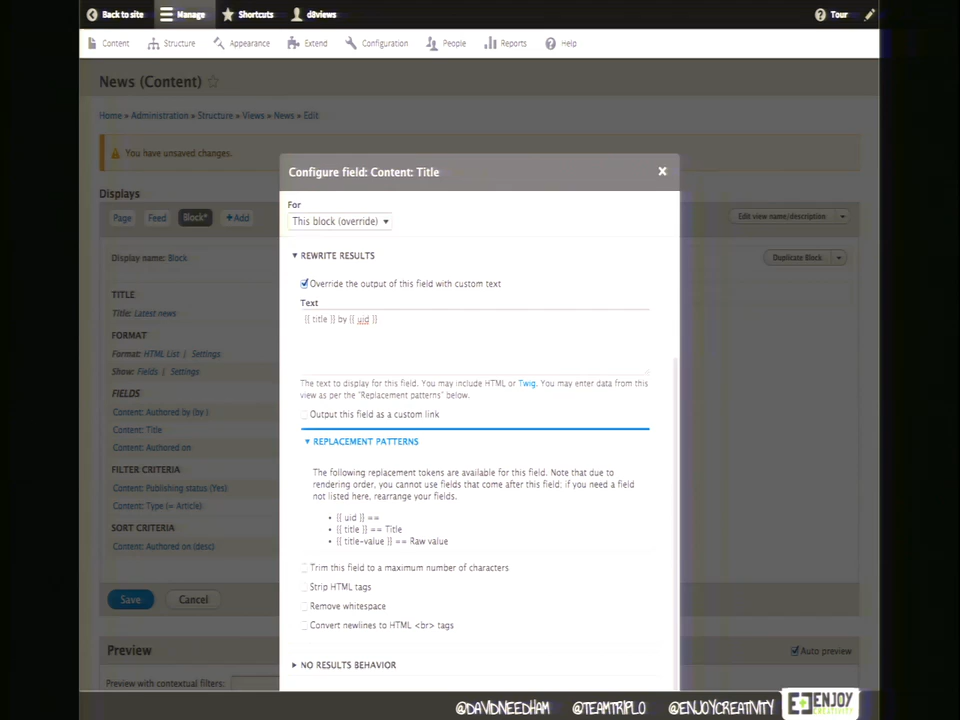 Back to site Manage Shortcuts d8views Tour
Content Structure Appearance Extend Configuration People Reports Help
News (Content)
Home » Administration » Structure » Views » News » Edit
You have unsaved changes.
Displays
Page Feed Block* +Add Edit view name/description
Display name: Block Duplicate Block
TITLE
Title: Latest news
FORMAT
Format: HTML List | Settings
Show: Fields | Settings
FIELDS
Content: Authored by (by )
Content: Title
Content: Authored on
FILTER CRITERIA
Content: Publishing status (Yes)
Content: Type (= Article)
SORT CRITERIA
Content: Authored on (desc)
Save Cancel
Preview Auto preview
Preview with contextual filters:
Configure field: Content: Title x
For
This block (override)
REWRITE RESULTS
Override the output of this field with custom text
Text
{{ title }} by {{ uid }}
The text to display for this field. You may include HTML or Twig. You may enter data from this
view as per the "Replacement patterns" below.
Output this field as a custom link
REPLACEMENT PATTERNS
The following replacement tokens are available for this field. Note that due to
rendering order, you cannot use fields that come after this field; if you need a field
not listed here, rearrange your fields.
• {{ uid }} ==
• {{ title }} == Title
• {{ title-value }} == Raw value
Trim this field to a maximum number of characters
Strip HTML tags
Remove whitespace
Convert newlines to HTML <br> tags
NO RESULTS BEHAVIOR
@DAVIDNEEDHAM @TEAMTRIPLO @ENJOYCREATIVITY ENJOY
CREATIVITY